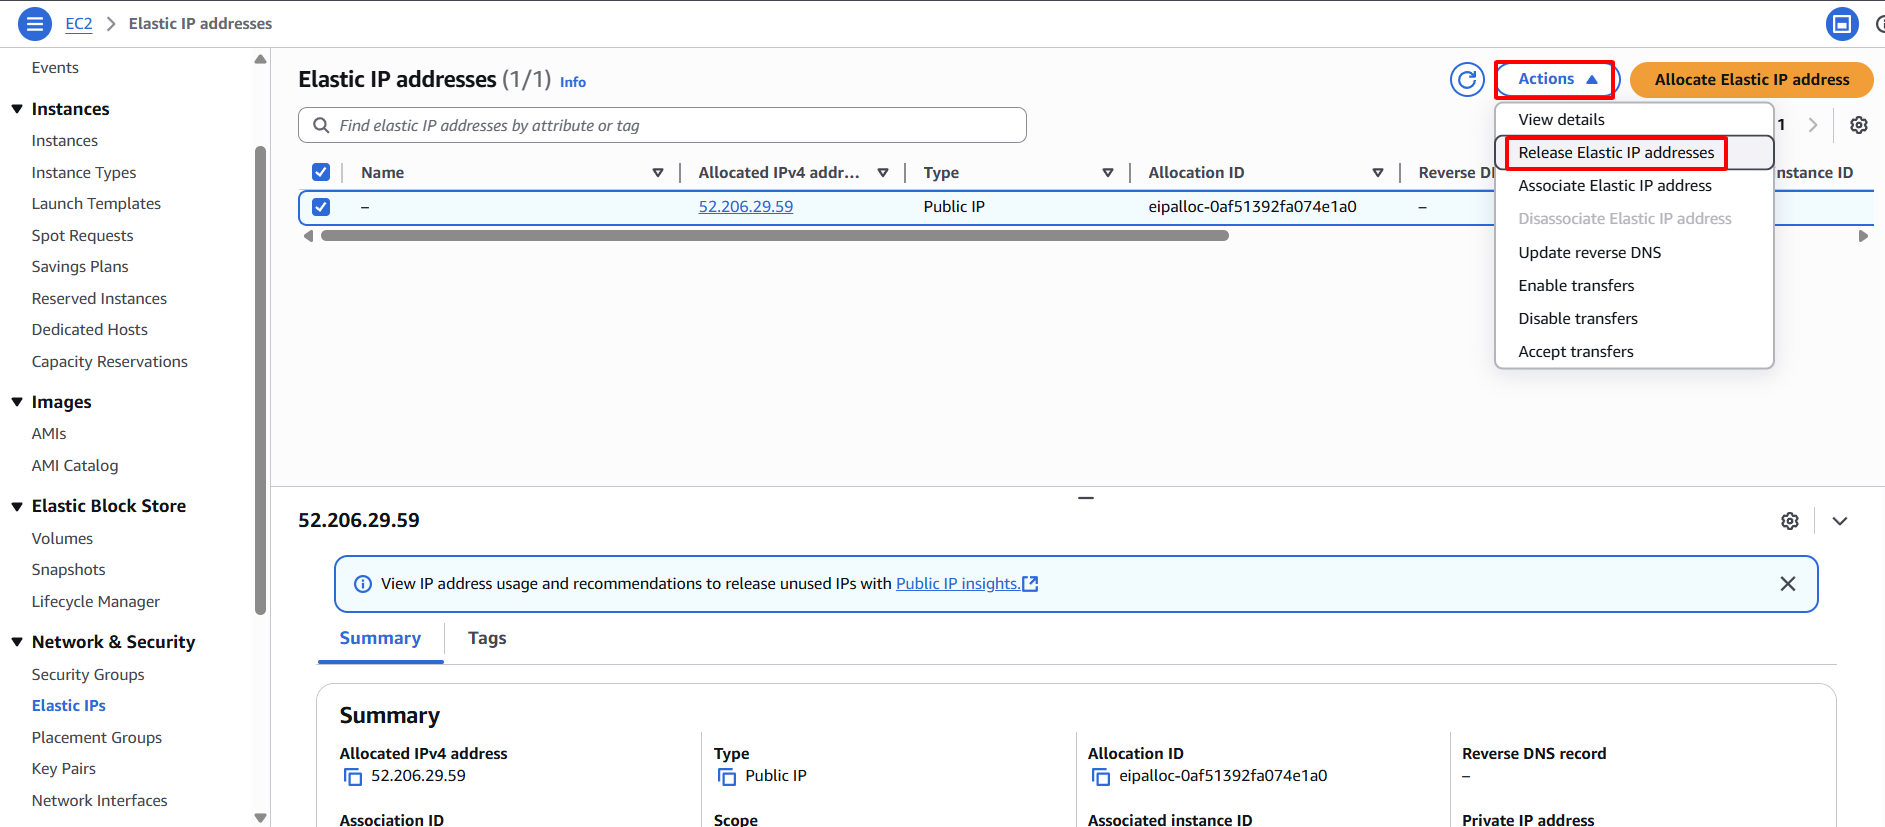 EC2 > Elastic IP addresses
Events
Instances
Instances
Instance Types
Launch Templates
Spot Requests
Savings Plans
Reserved Instances
Dedicated Hosts
Capacity Reservations
Images
AMIs
AMI Catalog
Elastic Block Store
Volumes
Snapshots
Lifecycle Manager
Network & Security
Security Groups
Elastic IPs
Placement Groups
Key Pairs
Network Interfaces
Elastic IP addresses (1/1) Info
Actions
Allocate Elastic IP address
Find elastic IP addresses by attribute or tag
1
View details
Release Elastic IP addresses
Associate Elastic IP address
Disassociate Elastic IP address
Update reverse DNS
Enable transfers
Disable transfers
Accept transfers
Name Allocated IPv4 addr... Type Allocation ID Reverse nstance ID
– 52.206.29.59 Public IP eipalloc-0af51392fa074e1a0 –
52.206.29.59
View IP address usage and recommendations to release unused IPs with Public IP insights.
Summary Tags
Summary
Allocated IPv4 address Type Allocation ID Reverse DNS record
52.206.29.59 Public IP eipalloc-0af51392fa074e1a0 –
Association ID Scope Associated instance ID Private IP address